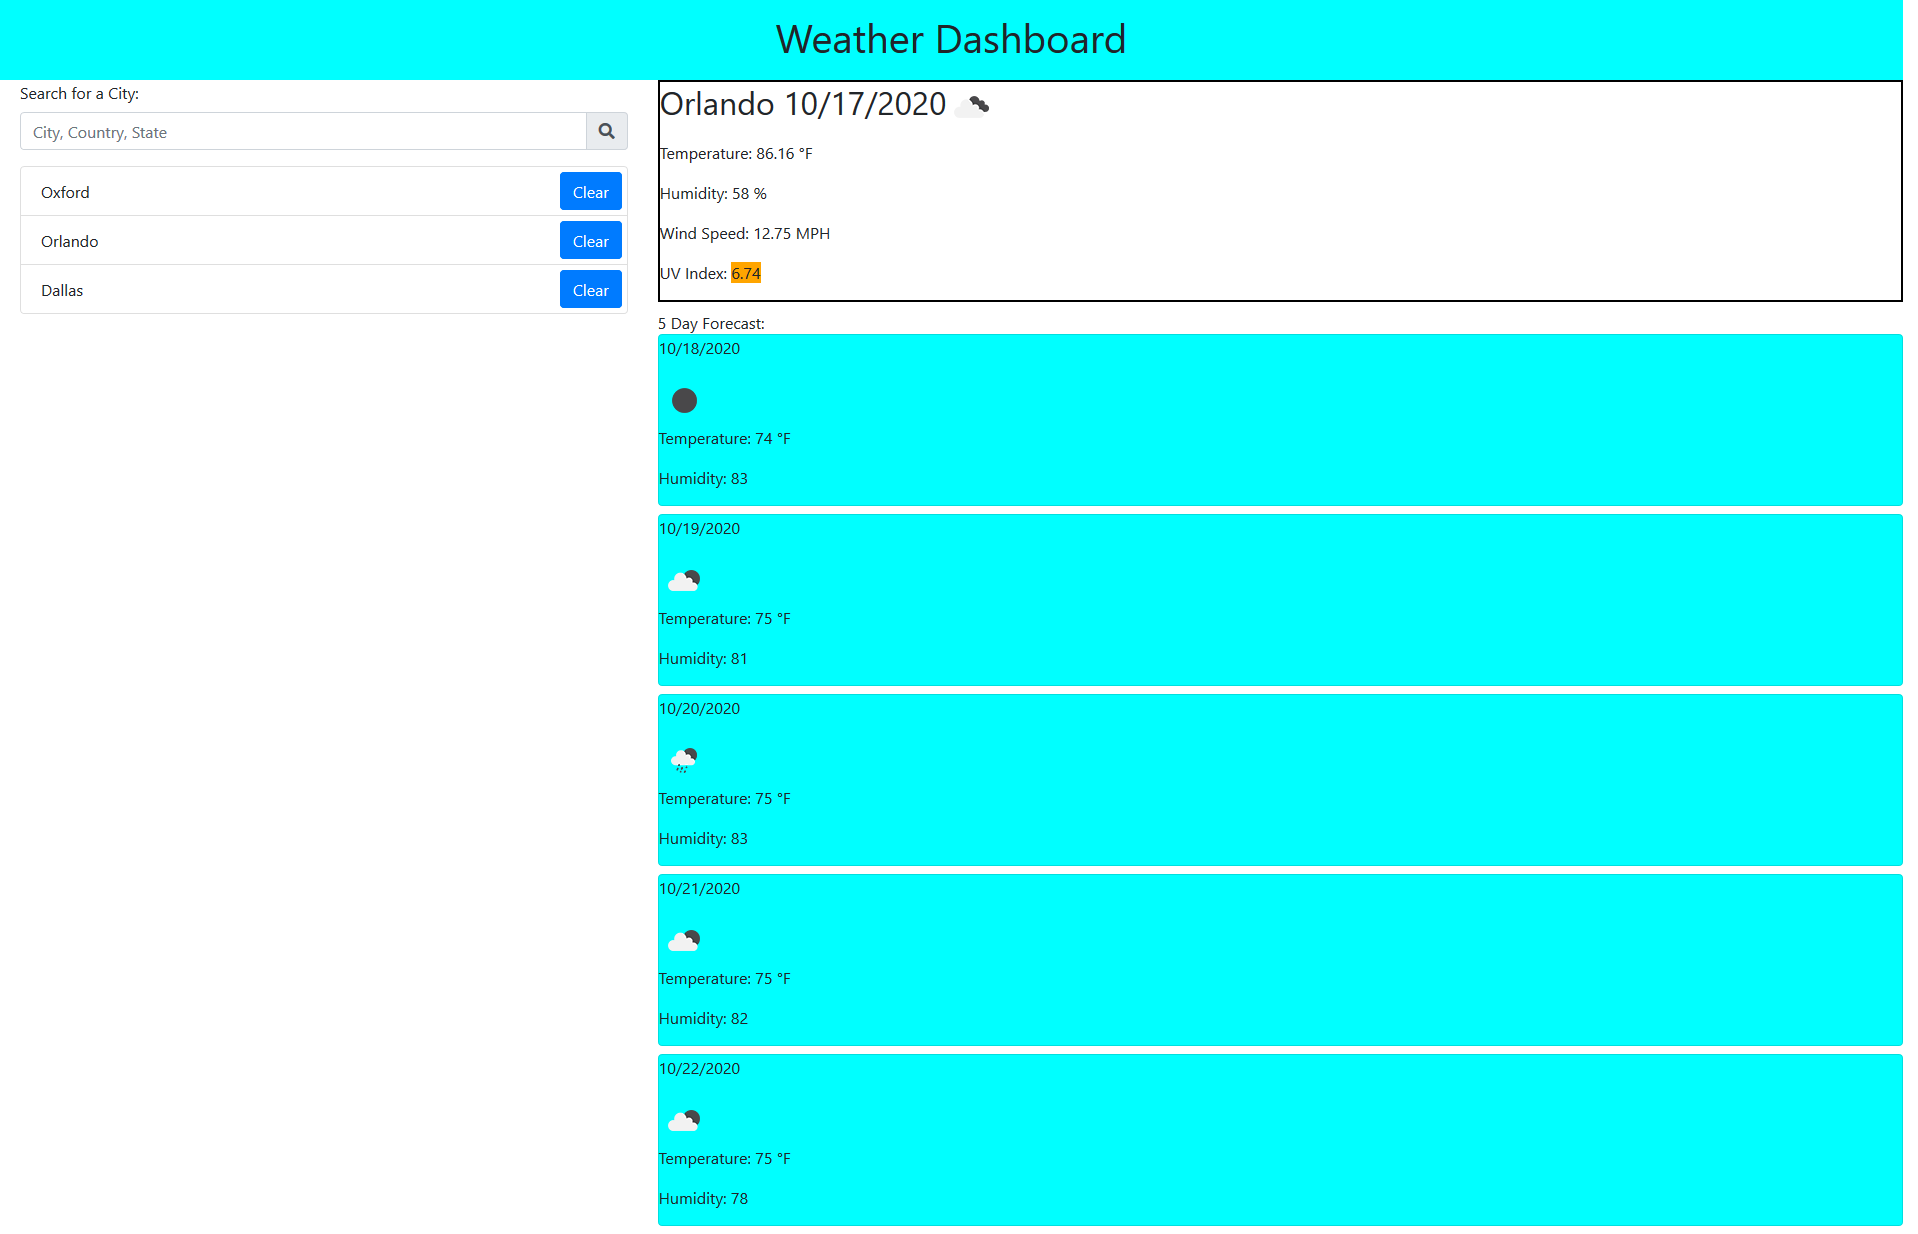 Weather Dashboard
Search for a City:
City, Country, State
Oxford Clear
Orlando Clear
Dallas Clear
Orlando 10/17/2020
Temperature: 86.16 °F
Humidity: 58 %
Wind Speed: 12.75 MPH
UV Index: 6.74
5 Day Forecast:
10/18/2020
Temperature: 74 °F
Humidity: 83
10/19/2020
Temperature: 75 °F
Humidity: 81
10/20/2020
Temperature: 75 °F
Humidity: 83
10/21/2020
Temperature: 75 °F
Humidity: 82
10/22/2020
Temperature: 75 °F
Humidity: 78